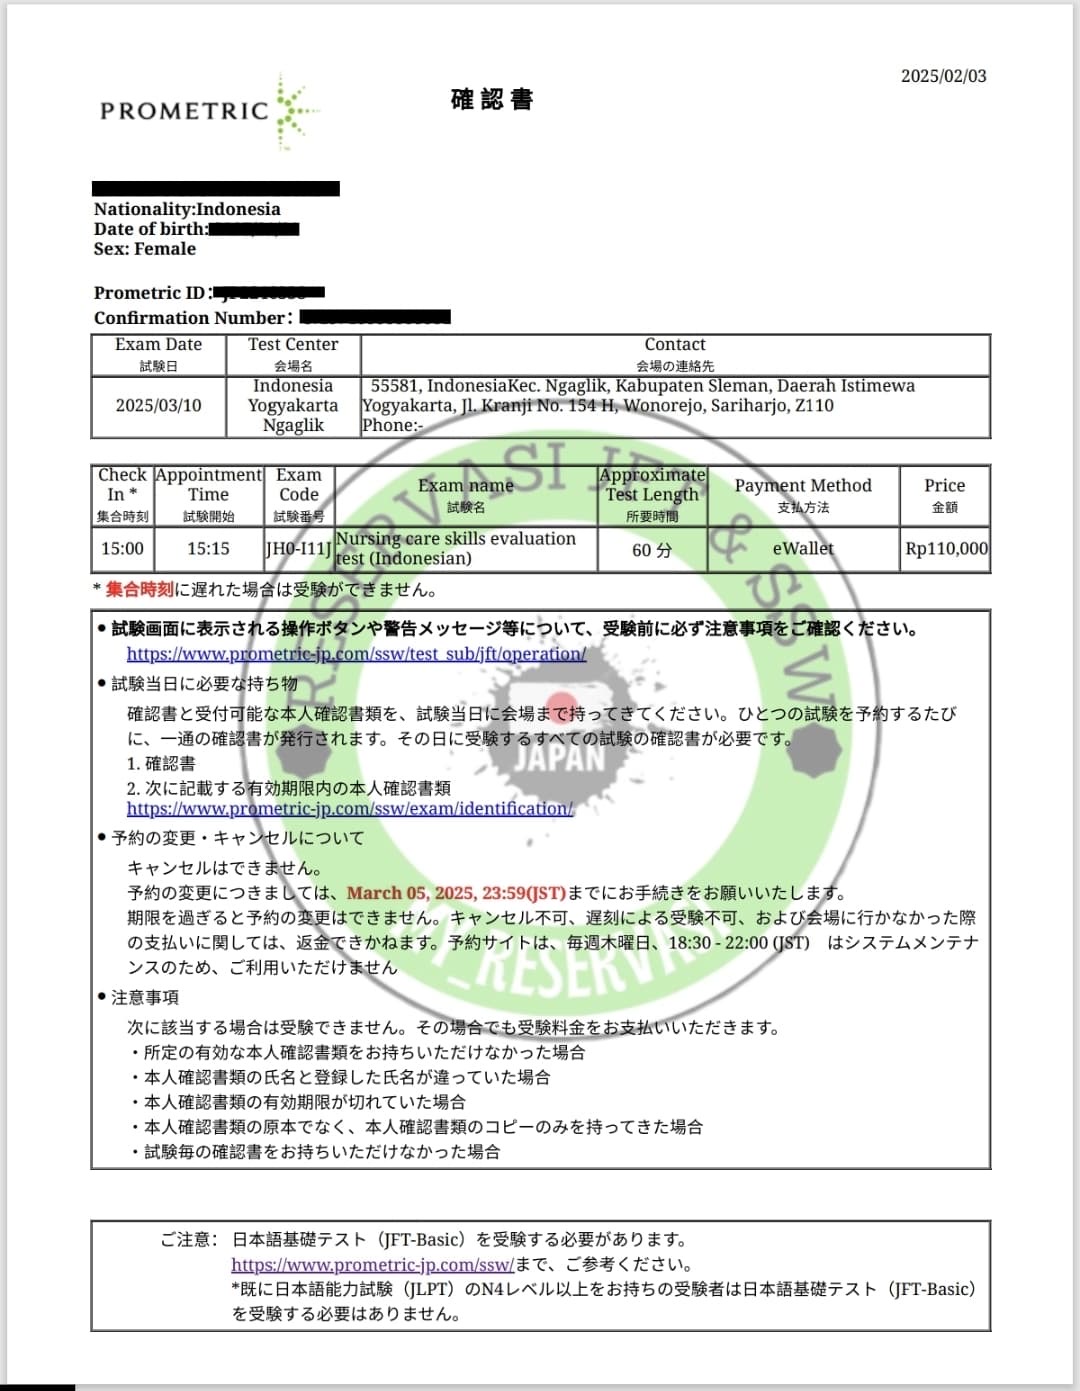 2025/02/03
PROMETRIC
確認書
Nationality:Indonesia
Date of birth:
Sex: Female
Prometric ID:
Confirmation Number:
Exam Date
試験日
Test Center
会場名
Contact
会場の連絡先
2025/03/10
Indonesia
Yogyakarta
Ngaglik
55581, IndonesiaKec. Ngaglik, Kabupaten Sleman, Daerah Istimewa
Yogyakarta, Jl. Kranji No. 154 H, Wonorejo, Sariharjo, Z110
Phone:-
Check
In *
集合時刻
Appointment
Time
試験開始
Exam
Code
試験番号
Exam name
試験名
Approximate
Test Length
所要時間
Payment Method
支払方法
Price
金額
15:00
15:15
JH0-I11J
Nursing care skills evaluation
test (Indonesian)
60 分
eWallet
Rp110,000
* 集合時刻に遅れた場合は受験ができません。
● 試験画面に表示される操作ボタンや警告メッセージ等について、受験前に必ず注意事項をご確認ください。
https://www.prometric-jp.com/ssw/test_sub/jft/operation/
● 試験当日に必要な持ち物
確認書と受付可能な本人確認書類を、試験当日に会場まで持ってきてください。ひとつの試験を予約するたび
に、一通の確認書が発行されます。その日に受験するすべての試験の確認書が必要です。
1. 確認書
2. 次に記載する有効期限内の本人確認書類
https://www.prometric-jp.com/ssw/exam/identification/
● 予約の変更・キャンセルについて
キャンセルはできません。
予約の変更につきましては、March 05, 2025, 23:59(JST)までにお手続きをお願いいたします。
期限を過ぎると予約の変更はできません。キャンセル不可、遅刻による受験不可、および会場に行かなかった際
の支払いに関しては、返金できかねます。予約サイトは、毎週木曜日、18:30 - 22:00 (JST)　はシステムメンテナ
ンスのため、ご利用いただけません
● 注意事項
次に該当する場合は受験できません。その場合でも受験料金をお支払いいただきます。
・所定の有効な本人確認書類をお持ちいただけなかった場合
・本人確認書類の氏名と登録した氏名が違っていた場合
・本人確認書類の有効期限が切れていた場合
・本人確認書類の原本でなく、本人確認書類のコピーのみを持ってきた場合
・試験毎の確認書をお持ちいただけなかった場合
RESERVASI JFT & SSW
JAPAN
MY_RESERVASI
ご注意： 日本語基礎テスト（JFT-Basic）を受験する必要があります。
https://www.prometric-jp.com/ssw/まで、ご参考ください。
*既に日本語能力試験（JLPT）のN4レベル以上をお持ちの受験者は日本語基礎テスト（JFT-Basic）
を受験する必要はありません。